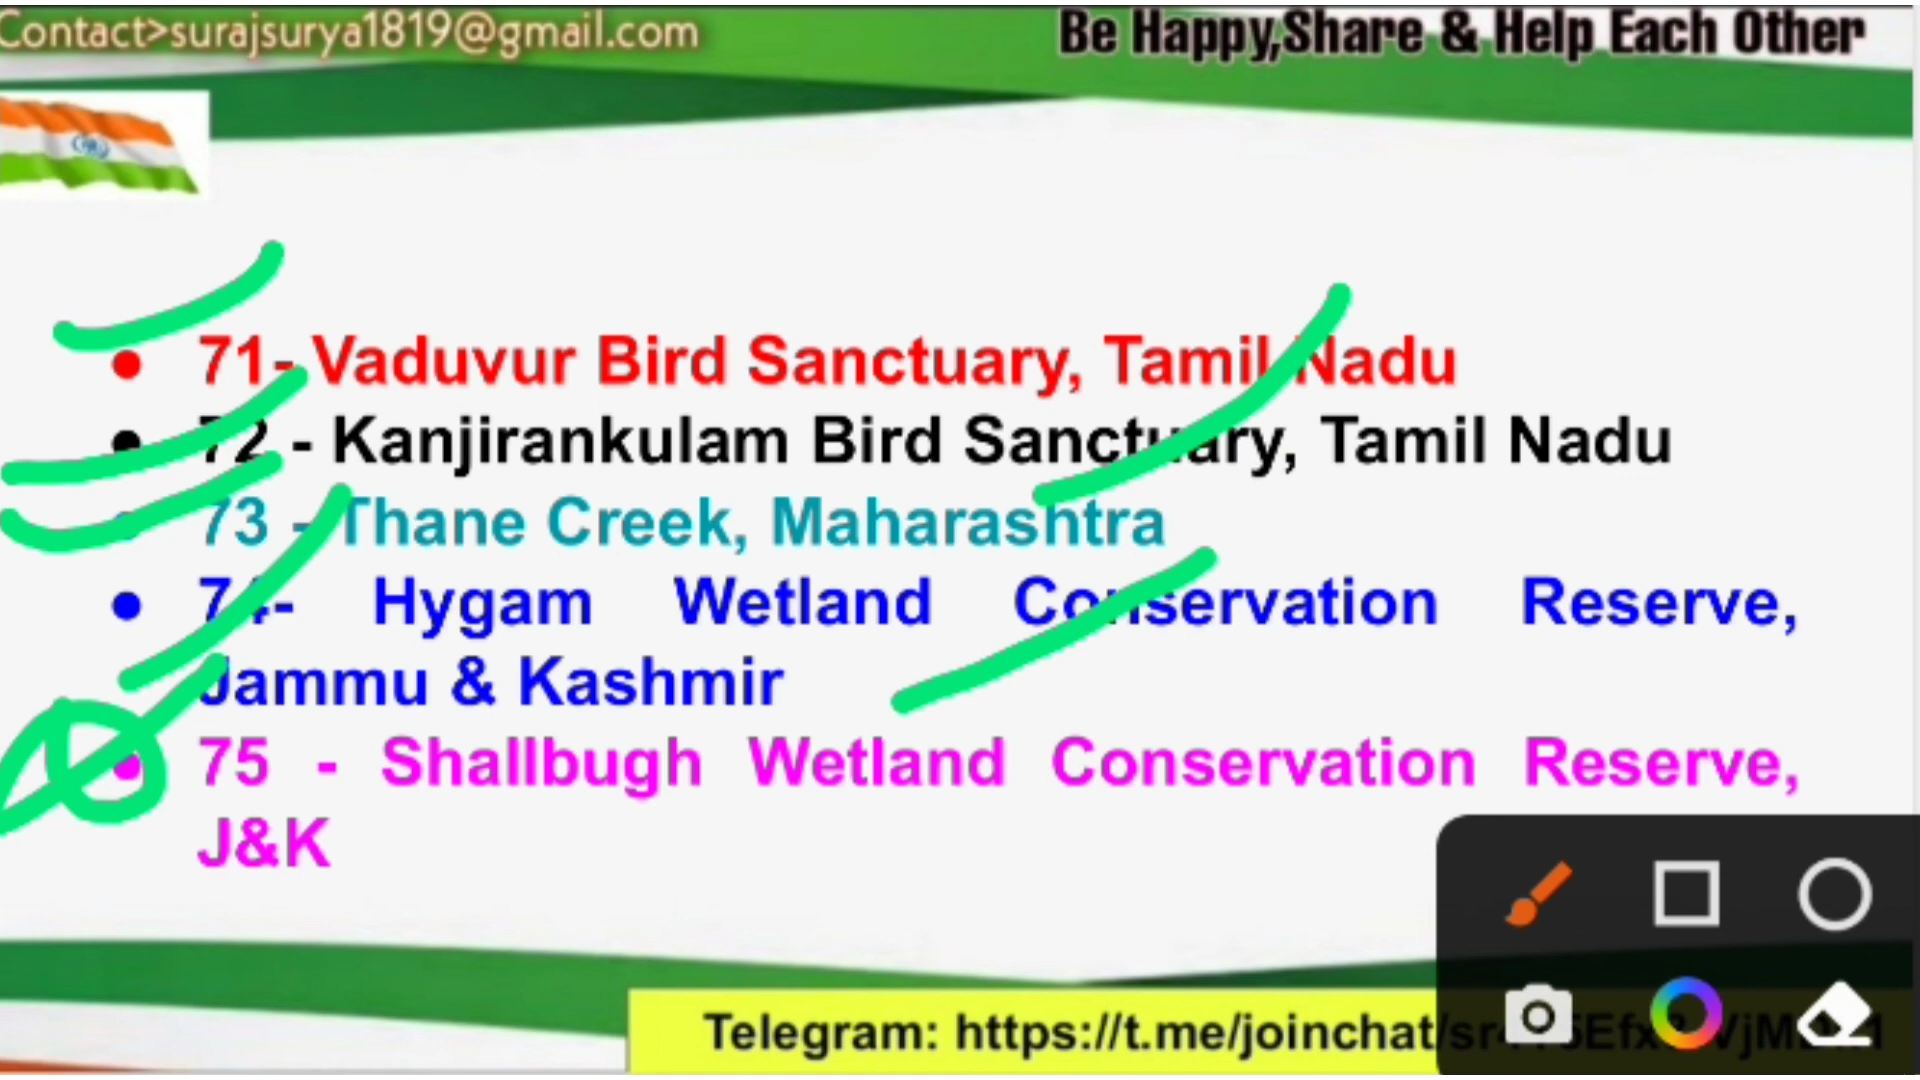 Contact>surajsurya1819@gmail.com
Be Happy,Share & Help Each Other
71- Vaduvur Bird Sanctuary, Tamil Nadu
72 - Kanjirankulam Bird Sanctuary, Tamil Nadu
73 - Thane Creek, Maharashtra
74- Hygam Wetland Conservation Reserve,
Jammu & Kashmir
75 - Shallbugh Wetland Conservation Reserve,
J&K
Telegram: https://t.me/joinchat/